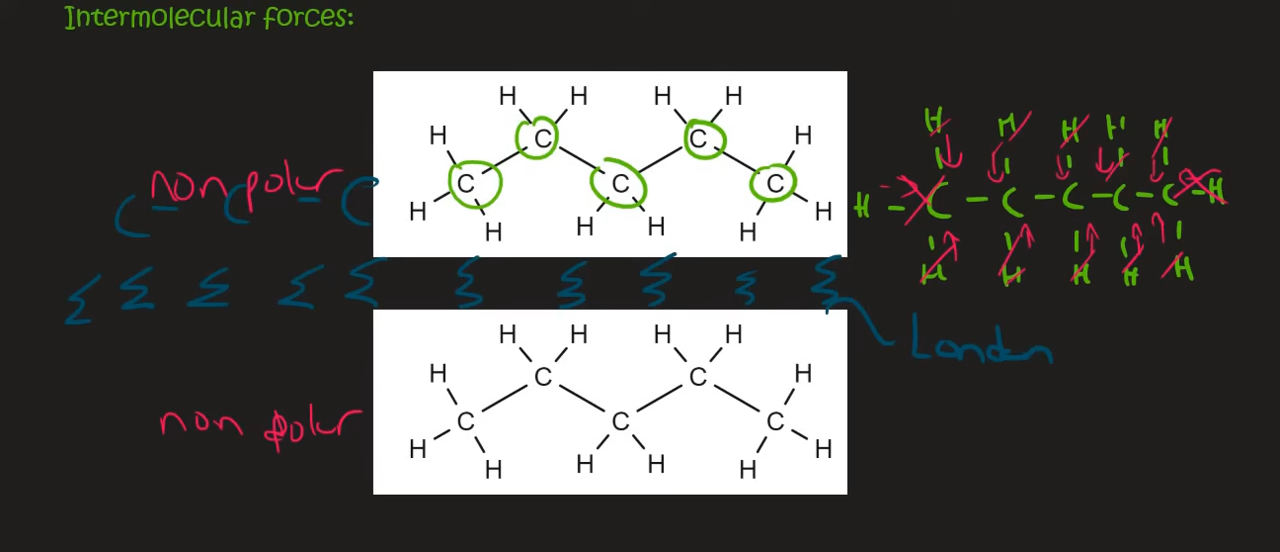 Intermolecular forces:
H H H H
H C C H
nonpolar
C - C - C
C C C
H H H H H
H H
H H H H H
H - C - C - C - C - C - H
H H H H H
London
H H H H
H C C H
non polar
C C C
H H H H H
H H